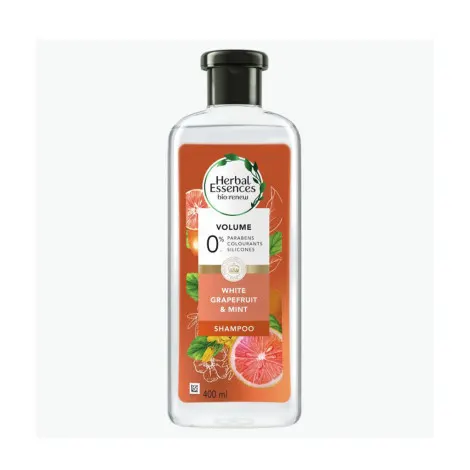 Herbal
Essences
bio:renew
VOLUME
0%
PARABENS
COLOURANTS
SILICONES
WHITE
GRAPEFRUIT
& MINT
SHAMPOO
400 ml